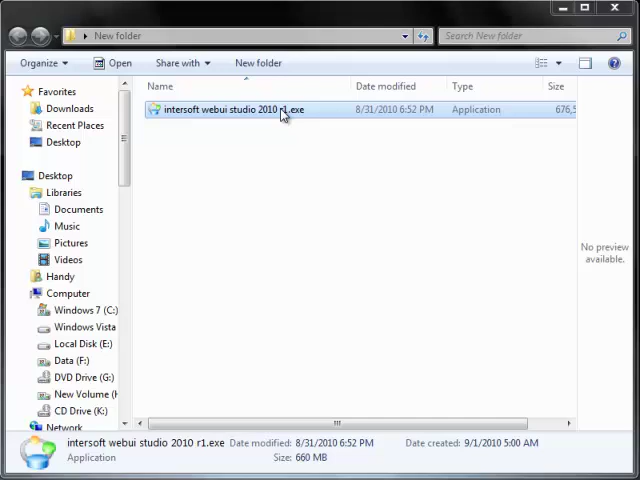 New folder
Search New folder
Organize
Open
Share with
New folder
Name
Date modified
Type
Size
intersoft webui studio 2010 r1.exe
8/31/2010 6:52 PM
Application
676,5
Favorites
Downloads
Recent Places
Desktop
Desktop
Libraries
Documents
Music
Pictures
Videos
Handy
Computer
Windows 7 (C:)
Windows Vista
Local Disk (E:)
Data (F:)
DVD Drive (G:)
New Volume (H
CD Drive (K:)
Network
No preview
available.
intersoft webui studio 2010 r1.exe
Date modified: 8/31/2010 6:52 PM
Date created: 9/1/2010 5:00 AM
Application
Size: 660 MB